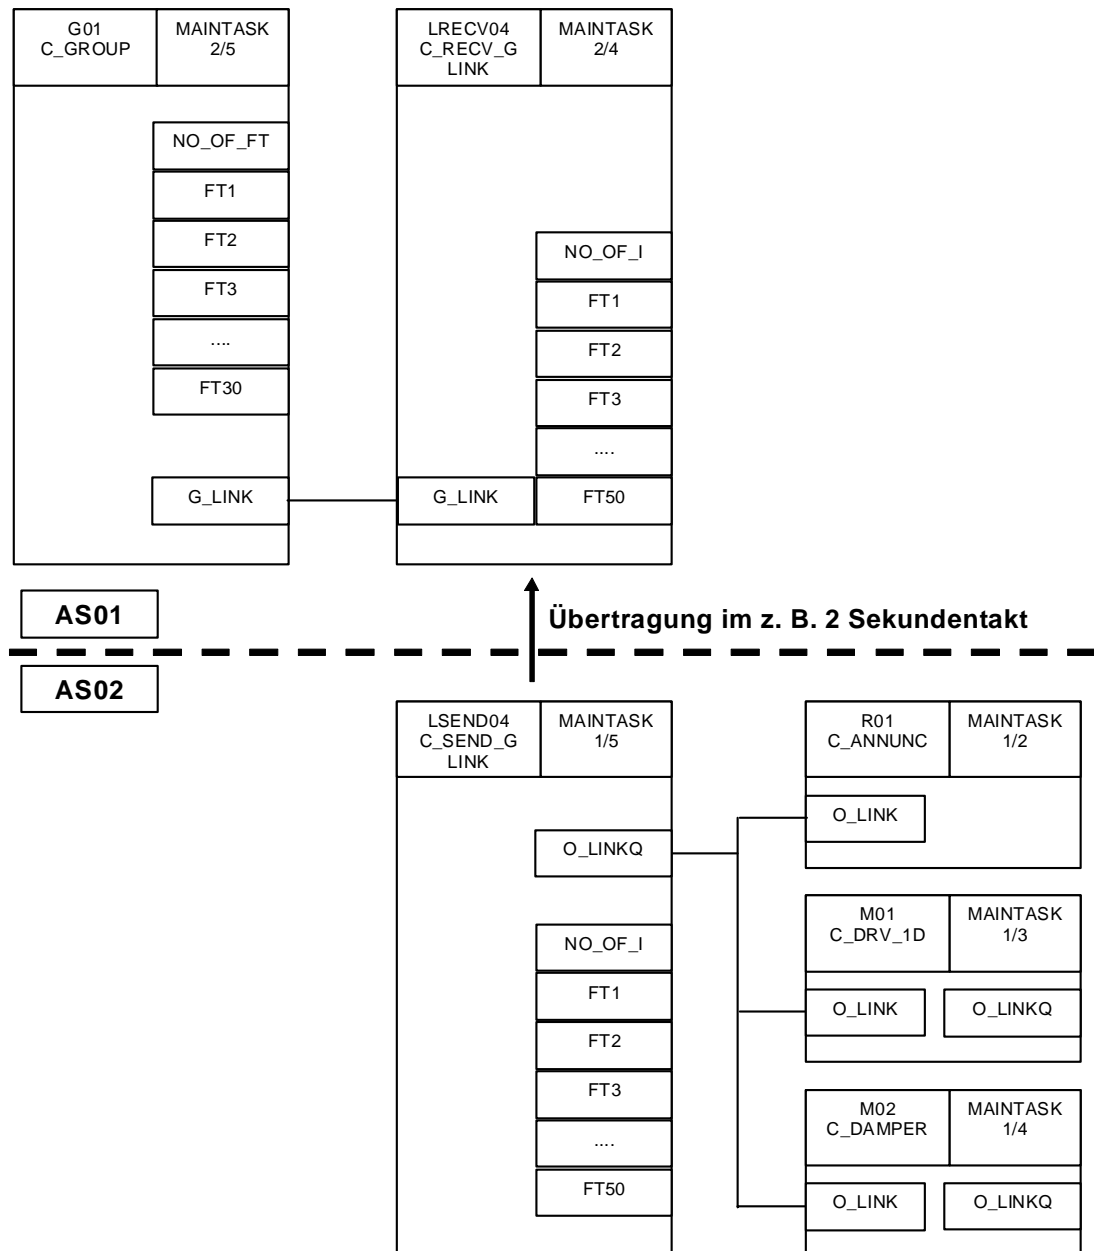 G01
C_GROUP
MAINTASK
2/5
NO_OF_FT
FT1
FT2
FT3
....
FT30
G_LINK
LRECV04
C_RECV_G
LINK
MAINTASK
2/4
NO_OF_I
FT1
FT2
FT3
....
G_LINK
FT50
AS01
Übertragung im z. B. 2 Sekundentakt
AS02
LSEND04
C_SEND_G
LINK
MAINTASK
1/5
O_LINKQ
NO_OF_I
FT1
FT2
FT3
....
FT50
R01
C_ANNUNC
MAINTASK
1/2
O_LINK
M01
C_DRV_1D
MAINTASK
1/3
O_LINK
O_LINKQ
M02
C_DAMPER
MAINTASK
1/4
O_LINK
O_LINKQ